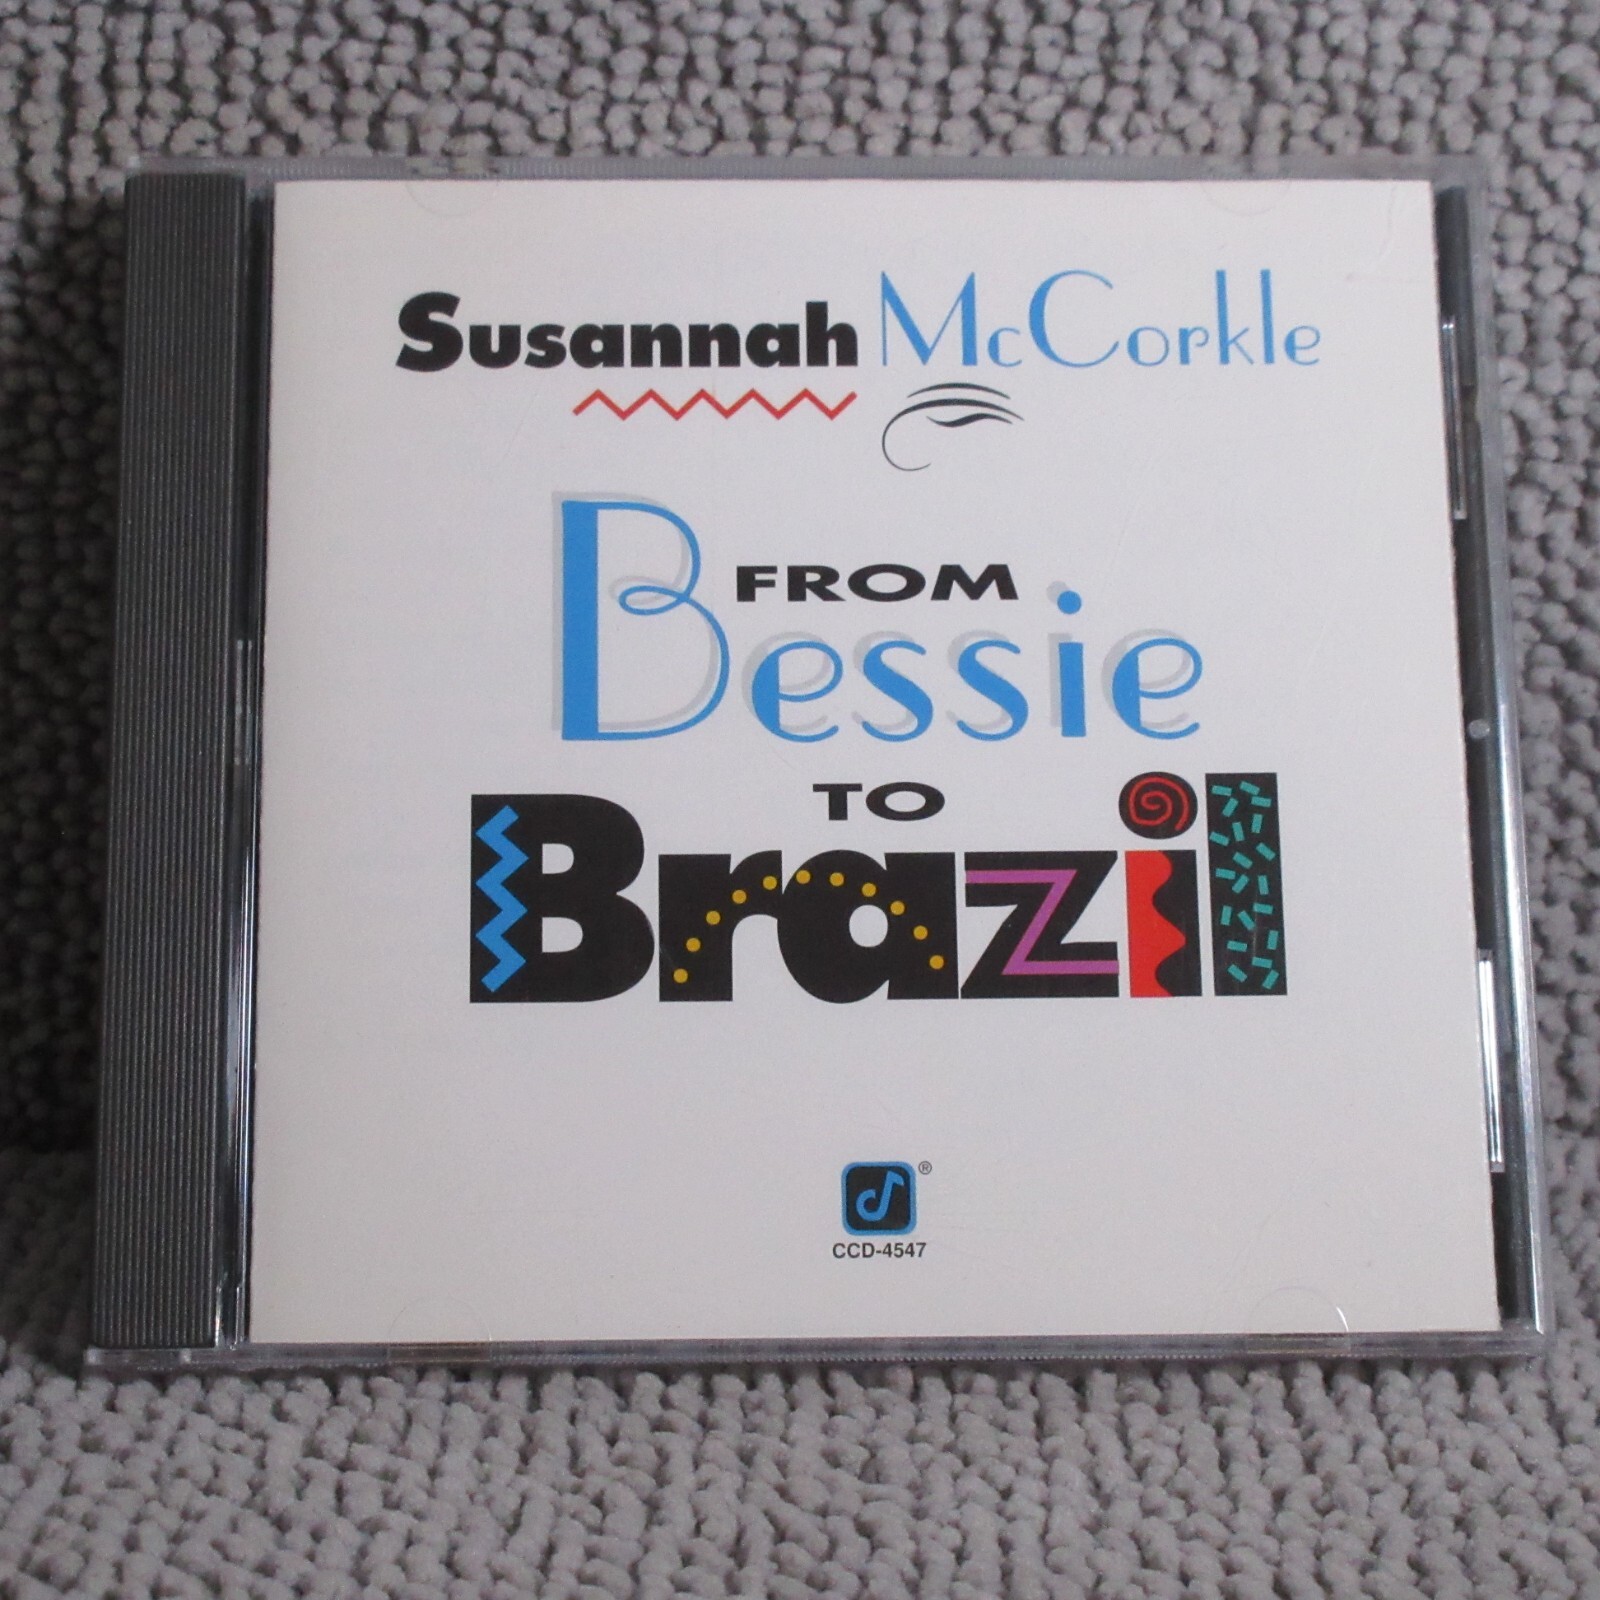 Susannah McCorkle
FROM
Bessie
TO
Brazil
®
CCD-4547